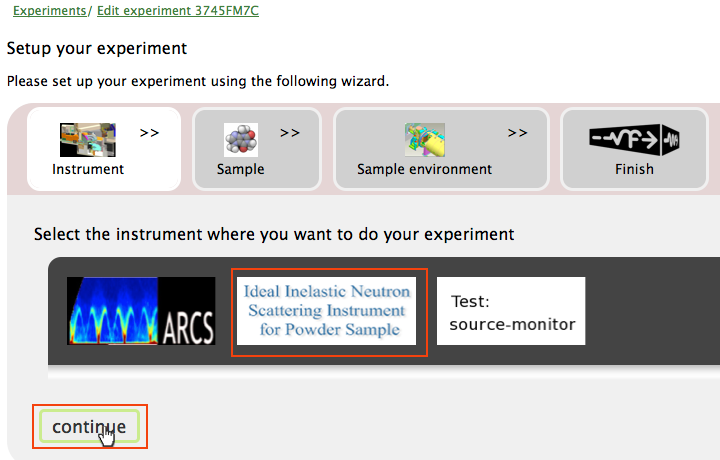 Experiments/ Edit experiment 3745FM7C
Setup your experiment
Please set up your experiment using the following wizard.
>> >> >>
Instrument Sample Sample environment Finish
Select the instrument where you want to do your experiment
ARCS
Ideal Inelastic Neutron
Scattering Instrument
for Powder Sample
Test:
source-monitor
continue